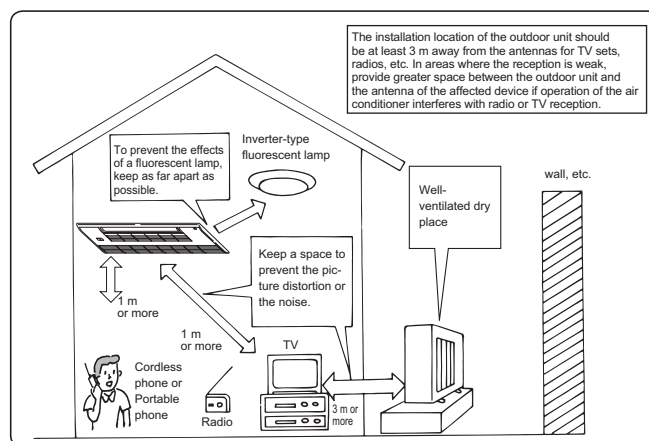 The installation location of the outdoor unit should
be at least 3 m away from the antennas for TV sets,
radios, etc. In areas where the reception is weak,
provide greater space between the outdoor unit and
the antenna of the affected device if operation of the air
conditioner interferes with radio or TV reception.
To prevent the effects
of a fluorescent lamp,
keep as far apart as
possible.
Inverter-type
fluorescent lamp
Well-
ventilated dry
place
wall, etc.
Keep a space to
prevent the pic-
ture distortion or
the noise.
1 m
or more
1 m
or more
TV
Cordless
phone or
Portable
phone
Radio
3 m or
more